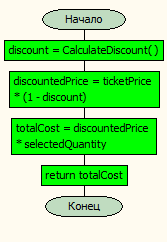 Начало
discount = CalculateDiscount( )
discountedPrice = ticketPrice
* (1 - discount)
totalCost = discountedPrice
* selectedQuantity
return totalCost
Конец